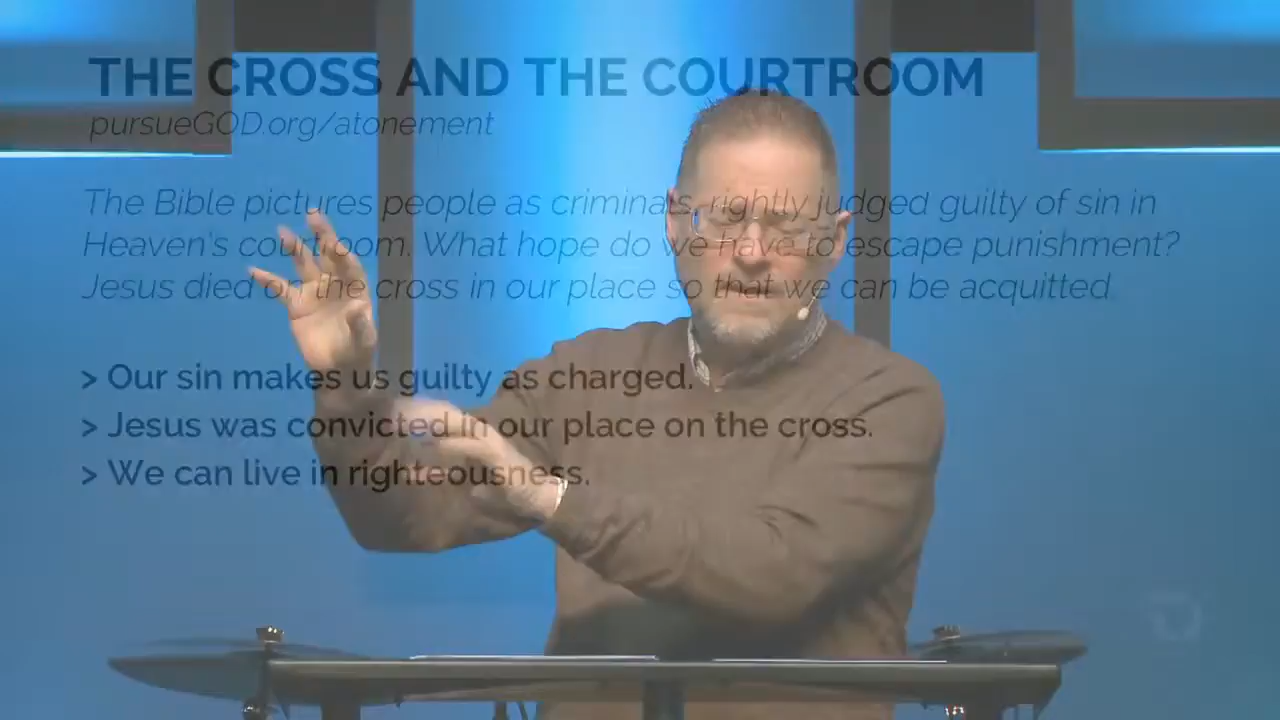 THE CROSS AND THE COURTROOM
pursueGOD.org/atonement
The Bible pictures people as criminals, rightly judged guilty of sin in
Heaven's courtroom. What hope do we have to escape punishment?
Jesus died on the cross in our place so that we can be acquitted.
> Our sin makes us guilty as charged.
> Jesus was convicted in our place on the cross.
> We can live in righteousness.